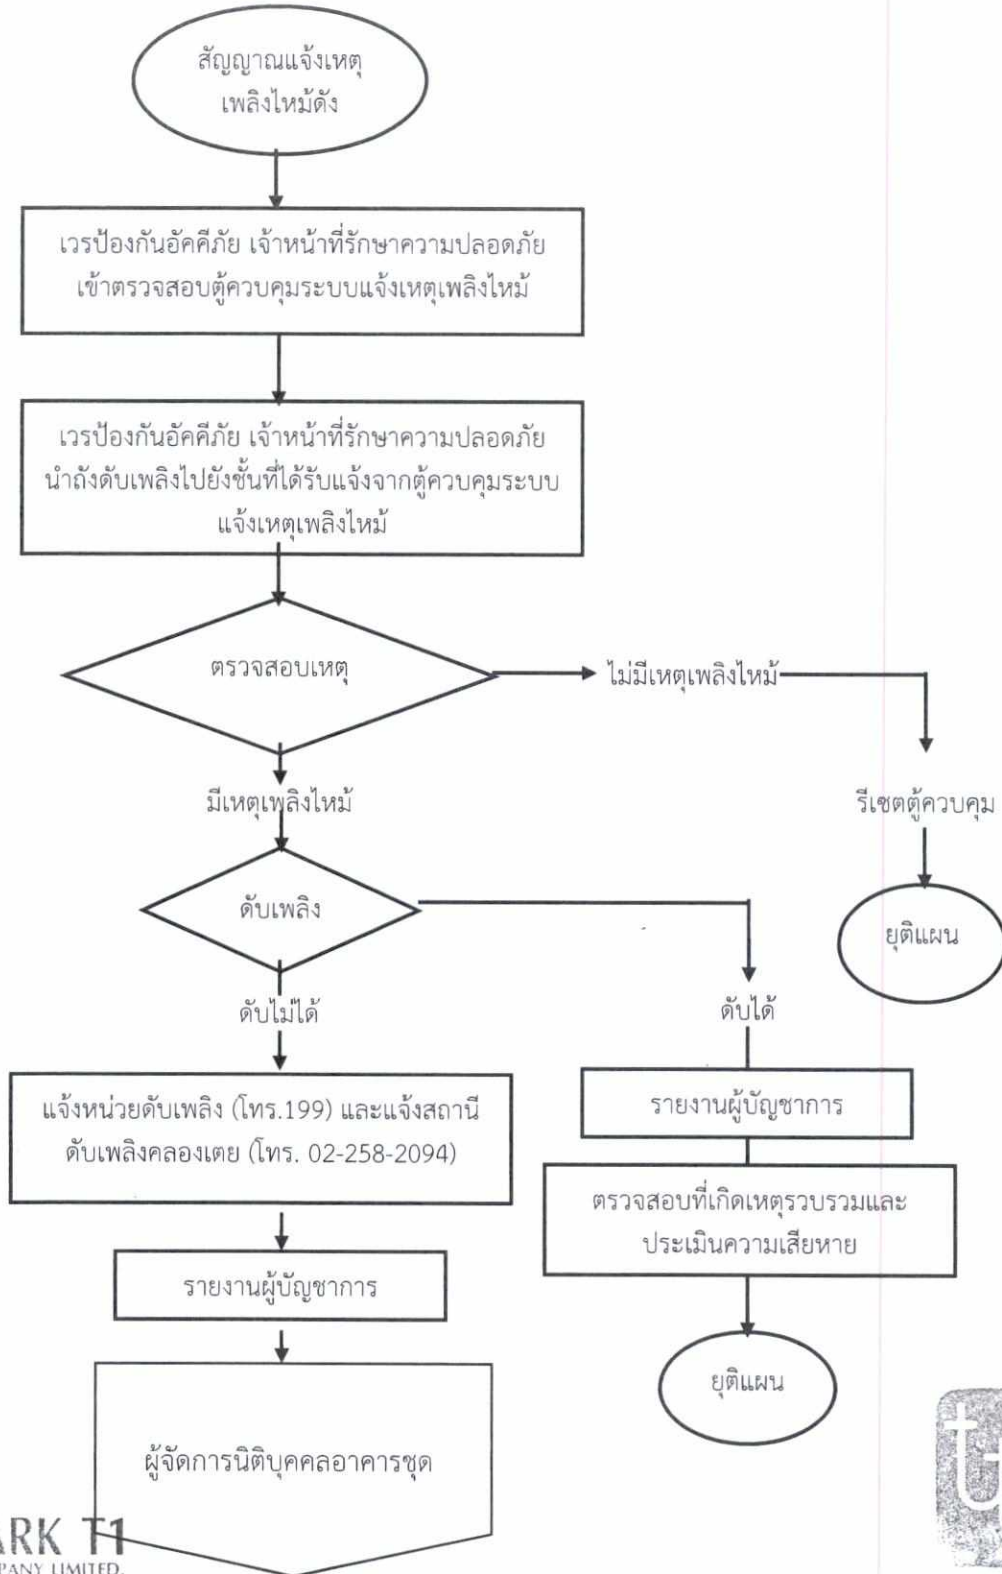 สัญญาณแจ้งเหตุ
เพลิงไหม้ดัง
เวรป้องกันอัคคีภัย เจ้าหน้าที่รักษาความปลอดภัย
เข้าตรวจสอบตู้ควบคุมระบบแจ้งเหตุเพลิงไหม้
เวรป้องกันอัคคีภัย เจ้าหน้าที่รักษาความปลอดภัย
นำถังดับเพลิงไปยังชั้นที่ได้รับแจ้งจากตู้ควบคุมระบบ
แจ้งเหตุเพลิงไหม้
ตรวจสอบเหตุ
ไม่มีเหตุเพลิงไหม้
มีเหตุเพลิงไหม้
รีเซตตู้ควบคุม
ดับเพลิง
ยุติแผน
ดับไม่ได้
ดับได้
แจ้งหน่วยดับเพลิง (โทร.199) และแจ้งสถานี
ดับเพลิงคลองเตย (โทร. 02-258-2094)
รายงานผู้บัญชาการ
ตรวจสอบที่เกิดเหตุรวบรวมและ
ประเมินความเสียหาย
รายงานผู้บัญชาการ
ยุติแผน
ผู้จัดการนิติบุคคลอาคารชุด
ARK T1
PANY LIMITED.